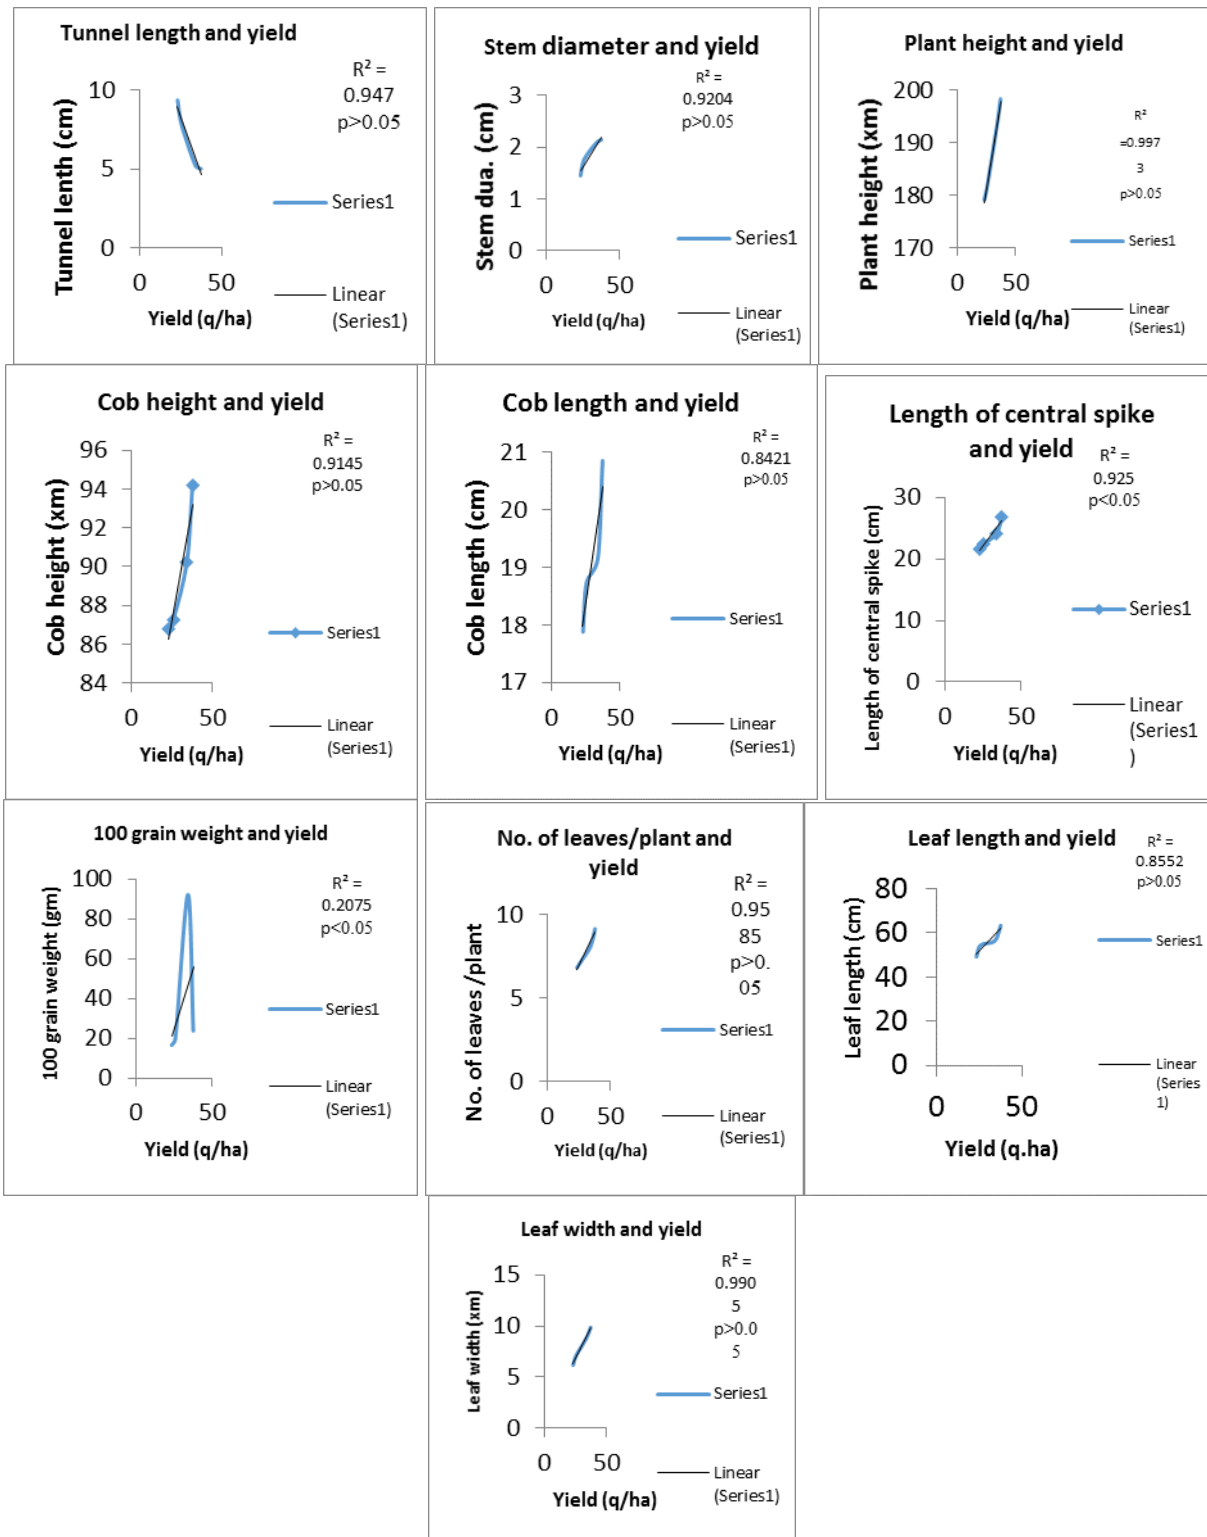 Tunnel length and yield
R² =
0.947
p>0.05
Tunnel lenth (cm)
10
5
0
0
50
Yield (q/ha)
Series1
Linear
(Series1)
Stem diameter and yield
R² =
0.9204
p>0.05
Stem dua. (cm)
3
2
1
0
0
50
Yield (q/ha)
Series1
Linear
(Series1)
Plant height and yield
R²
=0.997
3
p>0.05
Plant height (xm)
200
190
180
170
0
50
Yield (q/ha)
Series1
Linear
(Series1)
Cob height and yield
R² =
0.9145
p>0.05
Cob height (xm)
96
94
92
90
88
86
84
0
50
Yield (q/ha)
Series1
Linear
(Series1)
Cob length and yield
R² =
0.8421
p>0.05
Cob length (cm)
21
20
19
18
17
0
50
Yield (q/ha)
Series1
Linear
(Series1)
Length of central spike
and yield
R² =
0.925
p<0.05
Length of central spike (cm)
30
20
10
0
0
50
Yield (q/ha)
Series1
Linear
(Series1
)
100 grain weight and yield
R² =
0.2075
p<0.05
100 grain weight (gm)
100
80
60
40
20
0
0
50
Yield (q/ha)
Series1
Linear
(Series1)
No. of leaves/plant and
yield
R² =
0.95
85
p>0.
05
No. of leaves /plant
10
5
0
0
50
Yield (q/ha)
Series1
Linear
(Series1)
Leaf length and yield
R² =
0.8552
p>0.05
Leaf length (cm)
80
60
40
20
0
0
50
Yield (q.ha)
Series1
Linear
(Series
1)
Leaf width and yield
R² =
0.990
5
p>0.0
5
Leaf width (xm)
15
10
5
0
0
50
Yield (q/ha)
Series1
Linear
(Series1)